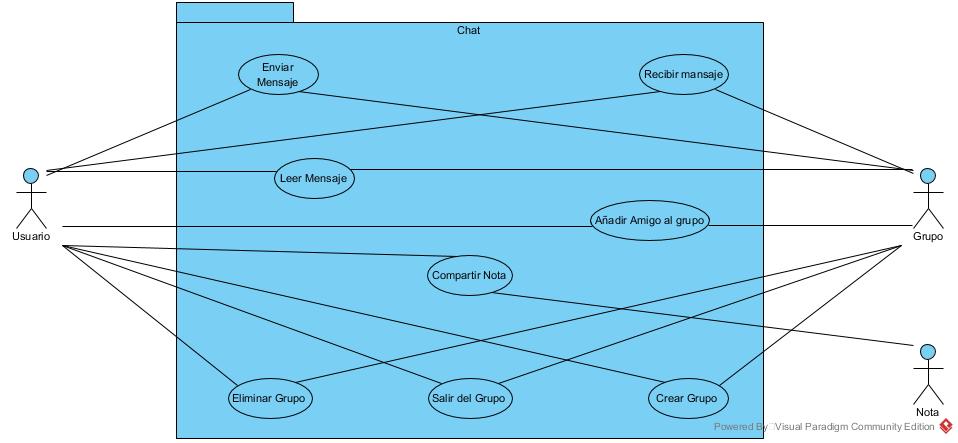 Chat
Enviar
Mensaje
Recibir mansaje
Leer Mensaje
Añadir Amigo al grupo
Usuario
Grupo
Compartir Nota
Eliminar Grupo
Salir del Grupo
Crear Grupo
Nota
Powered By Visual Paradigm Community Edition